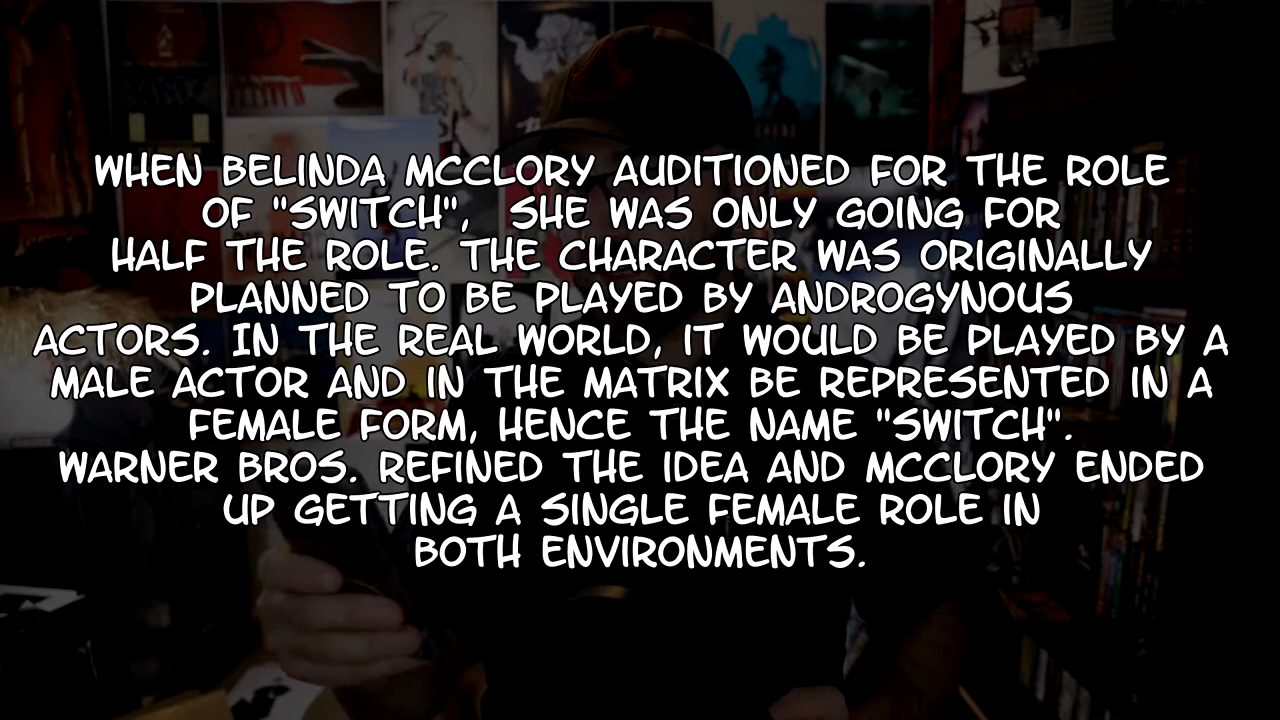 WHEN BELINDA MCCLORY AUDITIONED FOR THE ROLE
OF "SWITCH", SHE WAS ONLY GOING FOR
HALF THE ROLE. THE CHARACTER WAS ORIGINALLY
PLANNED TO BE PLAYED BY ANDROGYNOUS
ACTORS. IN THE REAL WORLD, IT WOULD BE PLAYED BY A
MALE ACTOR AND IN THE MATRIX BE REPRESENTED IN A
FEMALE FORM, HENCE THE NAME "SWITCH".
WARNER BROS. REFINED THE IDEA AND MCCLORY ENDED
UP GETTING A SINGLE FEMALE ROLE IN
BOTH ENVIRONMENTS.